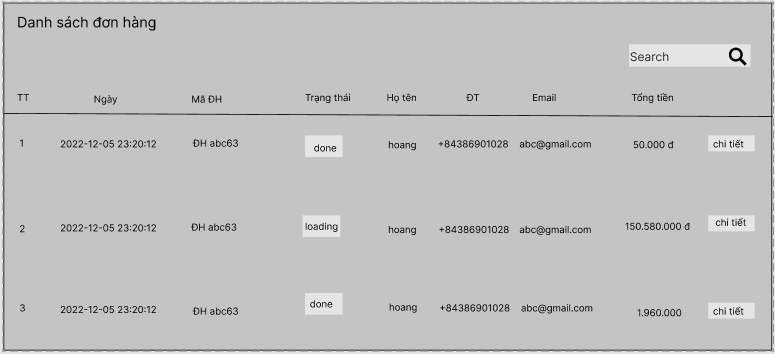 Danh sách đơn hàng
Search
TT Ngày Mã ĐH Trạng thái Họ tên ĐT Email Tổng tiền
1 2022-12-05 23:20:12 ĐH abc63 done hoang +84386901028 abc@gmail.com 50.000 đ chi tiết
2 2022-12-05 23:20:12 ĐH abc63 loading hoang +84386901028 abc@gmail.com 150.580.000 đ chi tiết
3 2022-12-05 23:20:12 ĐH abc63 done hoang +84386901028 abc@gmail.com 1.960.000 chi tiết